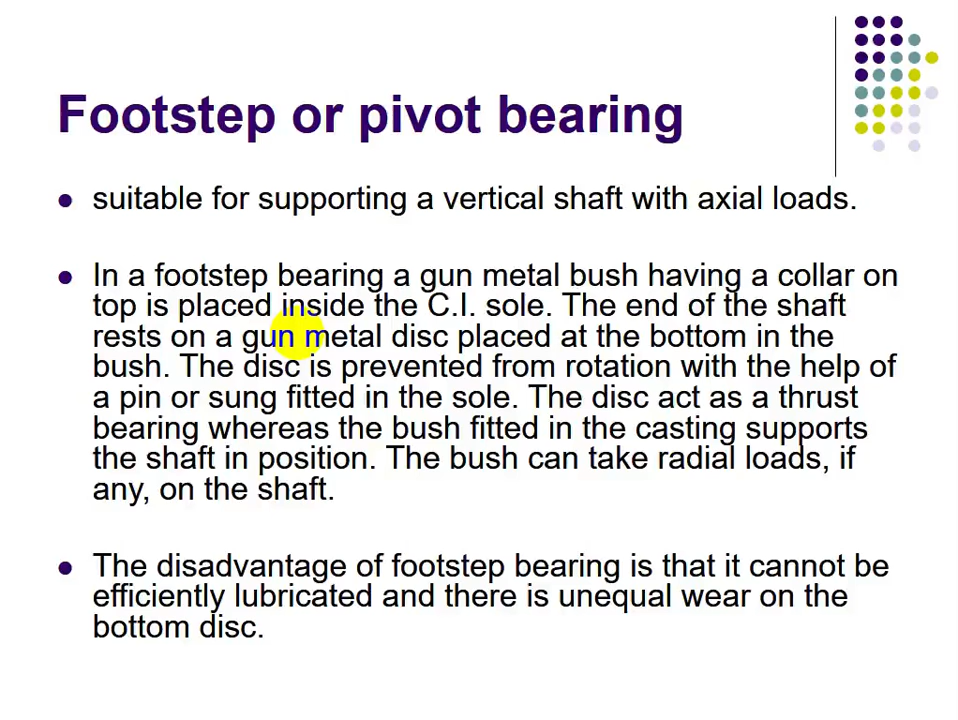 Footstep or pivot bearing
suitable for supporting a vertical shaft with axial loads.
In a footstep bearing a gun metal bush having a collar on
top is placed inside the C.I. sole. The end of the shaft
rests on a gun metal disc placed at the bottom in the
bush. The disc is prevented from rotation with the help of
a pin or sung fitted in the sole. The disc act as a thrust
bearing whereas the bush fitted in the casting supports
the shaft in position. The bush can take radial loads, if
any, on the shaft.
The disadvantage of footstep bearing is that it cannot be
efficiently lubricated and there is unequal wear on the
bottom disc.